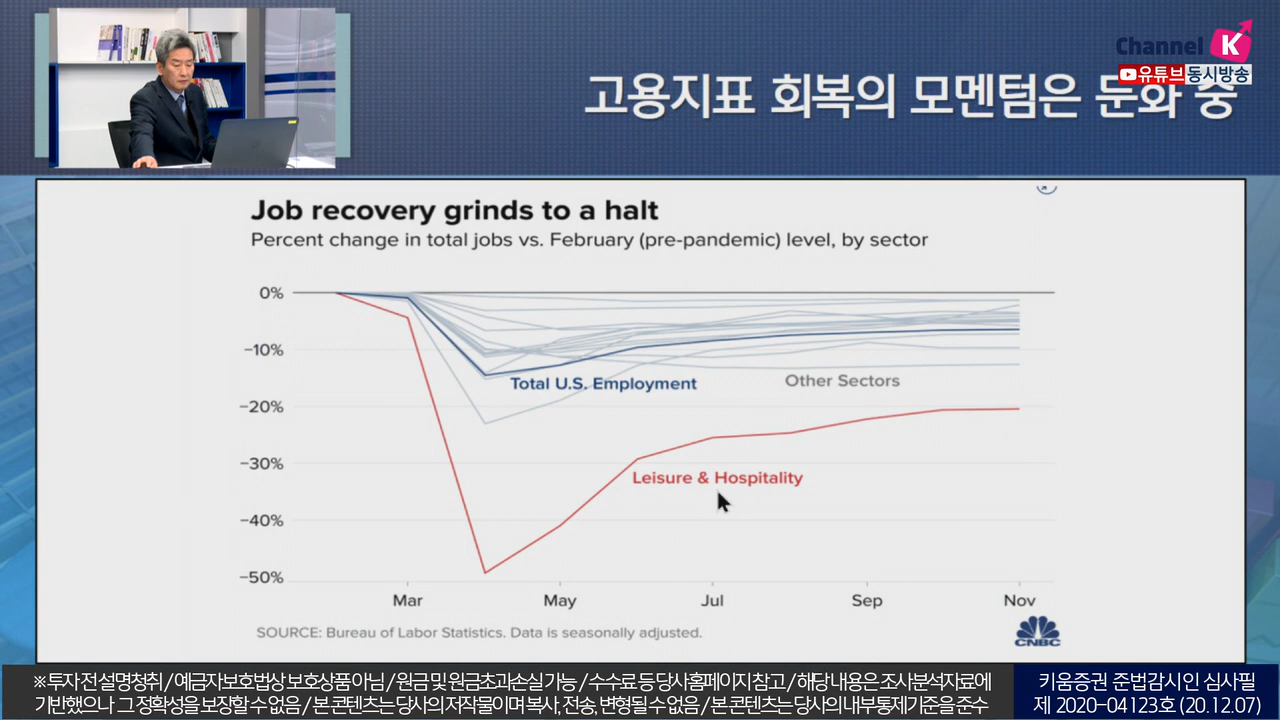 Channel K
유튜브동시방송
고용지표 회복의 모멘텀은 둔화 중
Job recovery grinds to a halt
Percent change in total jobs vs. February (pre-pandemic) level, by sector
0%
−10%
−20%
−30%
−40%
−50%
Total U.S. Employment
Other Sectors
Leisure & Hospitality
Mar May Jul Sep Nov
SOURCE: Bureau of Labor Statistics. Data is seasonally adjusted.
CNBC
※ 투자 전 설명청취 / 예금자보호법상 보호상품 아님 / 원금 및 원금초과손실 가능 / 수수료 등 당사홈페이지 참고 / 해당 내용은 조사분석자료에
기반했으나 그 정확성을 보장할 수 없음 / 본 콘텐츠는 당사의 저작물이며 복사, 전송, 변형될 수 없음 / 본 콘텐츠는 당사의 내부통제기준을 준수
키움증권 준법감시인 심사필
제 2020-04123호 (20.12.07)